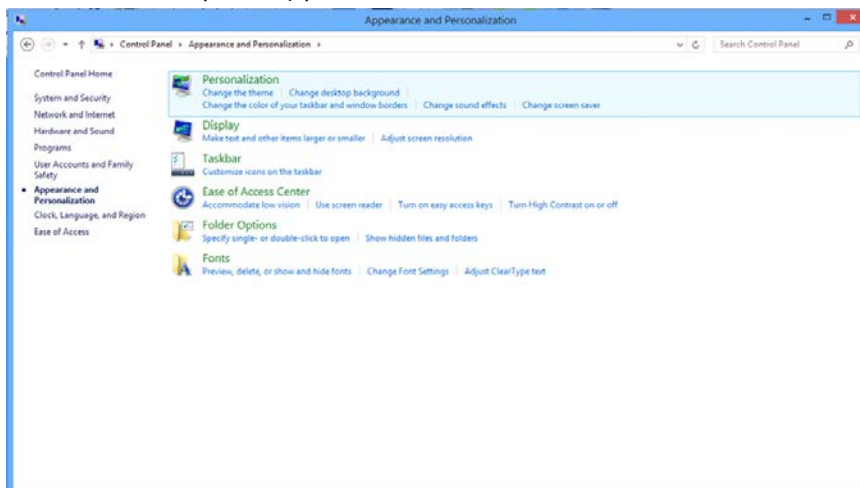 Appearance and Personalization
Control Panel › Appearance and Personalization ›
Search Control Panel
Control Panel Home
System and Security
Network and Internet
Hardware and Sound
Programs
User Accounts and Family
Safety
Appearance and
Personalization
Clock, Language, and Region
Ease of Access
Personalization
Change the theme | Change desktop background |
Change the color of your taskbar and window borders | Change sound effects | Change screen saver
Display
Make text and other items larger or smaller | Adjust screen resolution
Taskbar
Customize icons on the taskbar
Ease of Access Center
Accommodate low vision | Use screen reader | Turn on easy access keys | Turn High Contrast on or off
Folder Options
Specify single- or double-click to open | Show hidden files and folders
Fonts
Preview, delete, or show and hide fonts | Change Font Settings | Adjust ClearType text